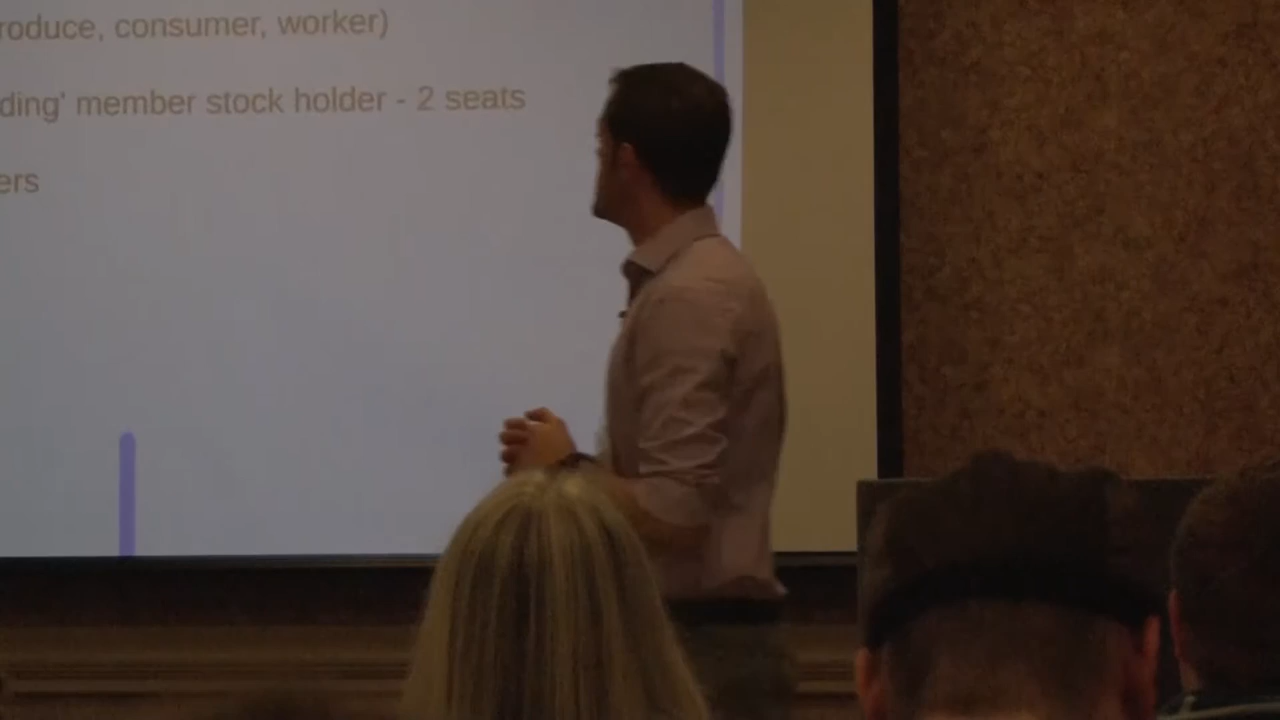 roduce, consumer, worker)
ding' member stock holder - 2 seats
ers